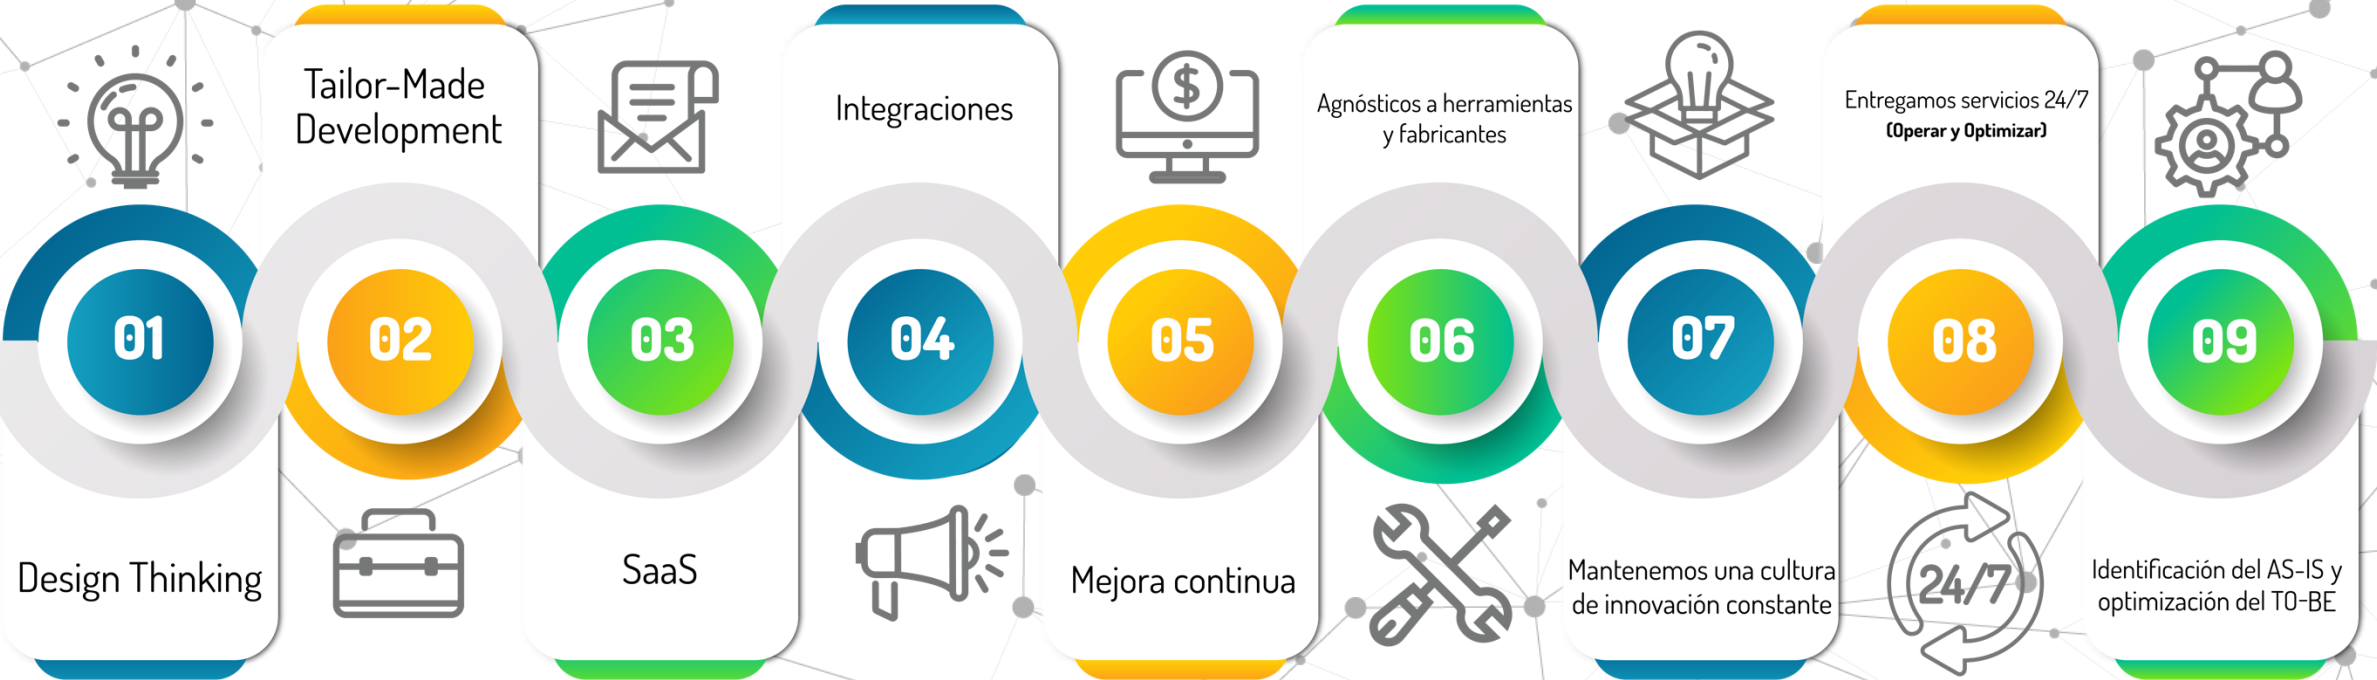 01
Design Thinking
Tailor-Made
Development
02
03
SaaS
Integraciones
04
$
05
Mejora continua
Agnósticos a herramientas
y fabricantes
06
07
Mantenemos una cultura
de innovación constante
Entregamos servicios 24/7
(Operar y Optimizar)
08
24/7
09
Identificación del AS-IS y
optimización del TO-BE